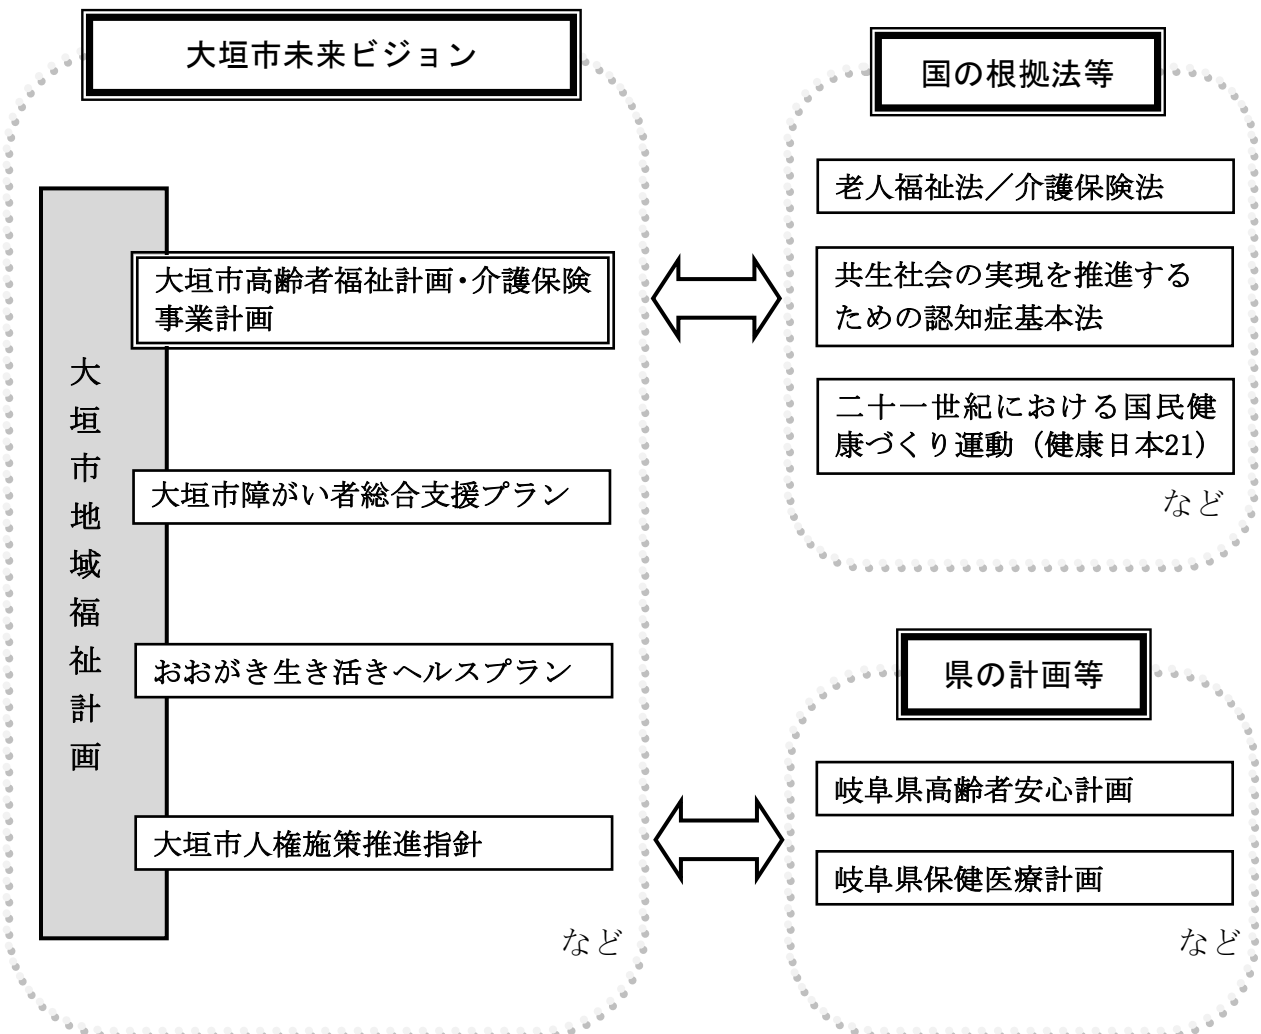 大垣市未来ビジョン
大垣市地域福祉計画
大垣市高齢者福祉計画・介護保険
事業計画
大垣市障がい者総合支援プラン
おおがき生き活きヘルスプラン
大垣市人権施策推進指針
など
国の根拠法等
老人福祉法／介護保険法
共生社会の実現を推進する
ための認知症基本法
二十一世紀における国民健
康づくり運動（健康日本21）
など
県の計画等
岐阜県高齢者安心計画
岐阜県保健医療計画
など